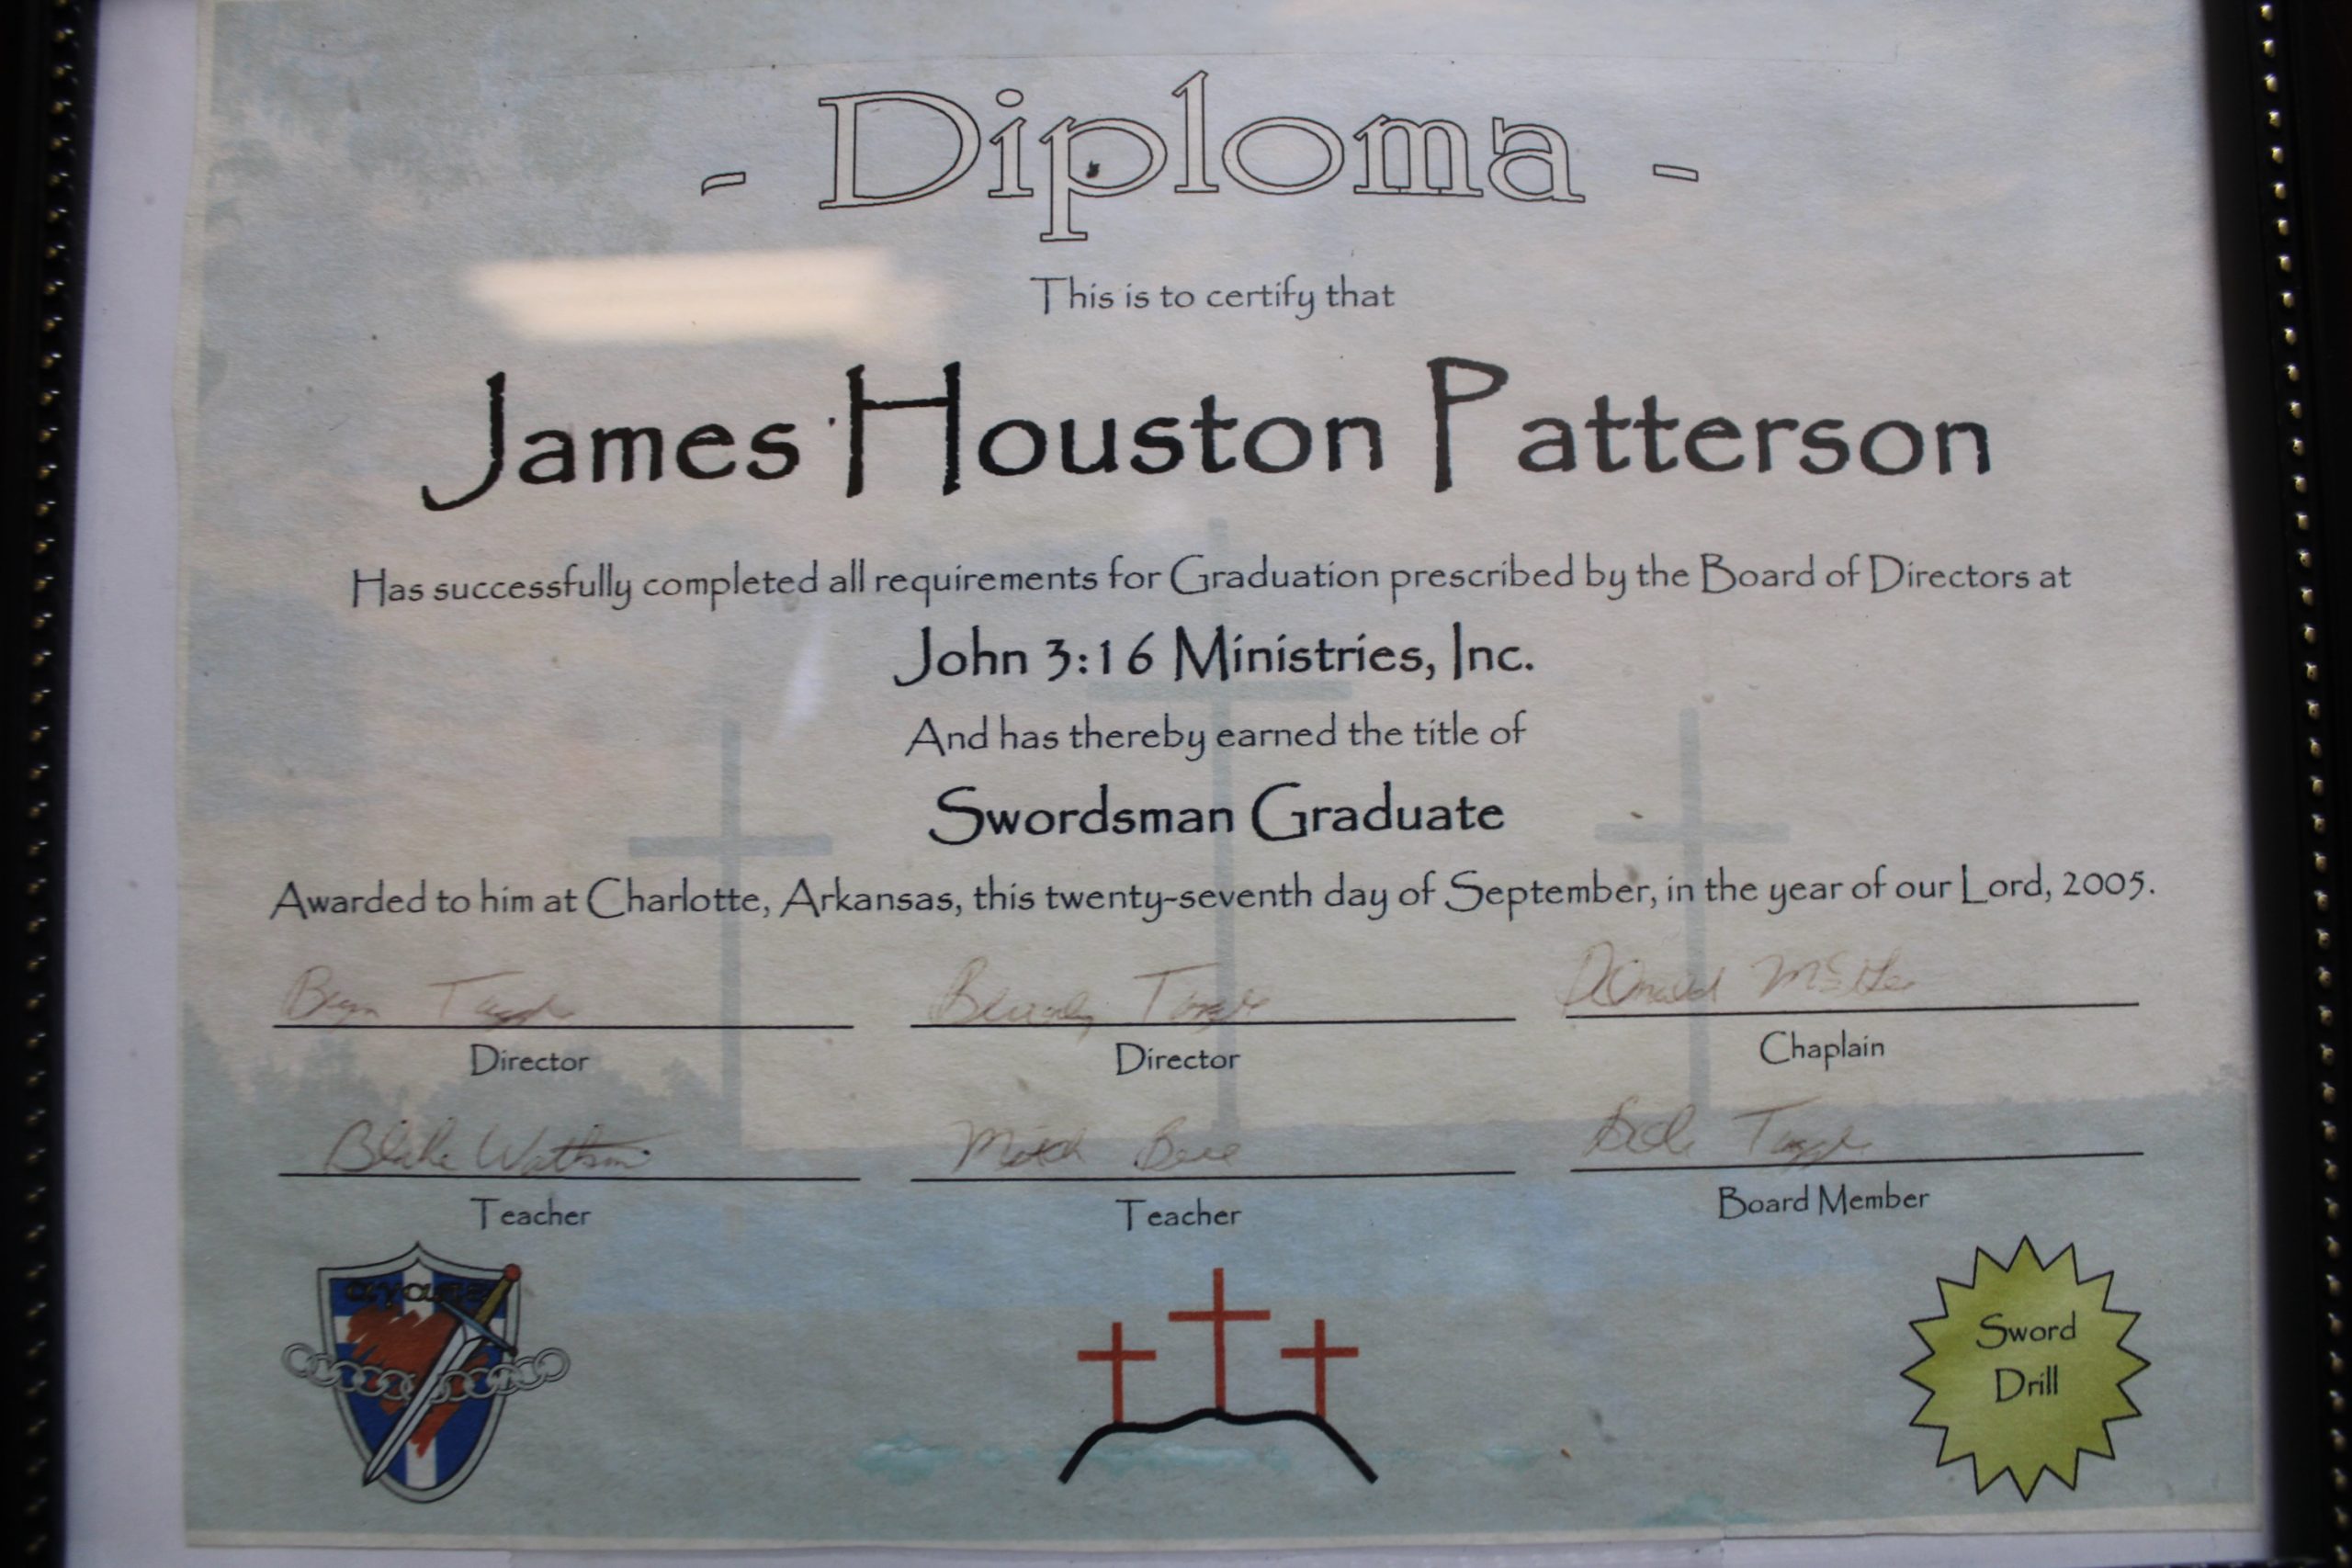 - Diploma -
This is to certify that
James Houston Patterson
Has successfully completed all requirements for Graduation prescribed by the Board of Directors at
John 3:16 Ministries, Inc.
And has thereby earned the title of
Swordsman Graduate
Awarded to him at Charlotte, Arkansas, this twenty-seventh day of September, in the year of our Lord, 2005.
Director
Director
Chaplain
Blake Watson
Mitch
Teacher
Teacher
Board Member
Sword
Drill